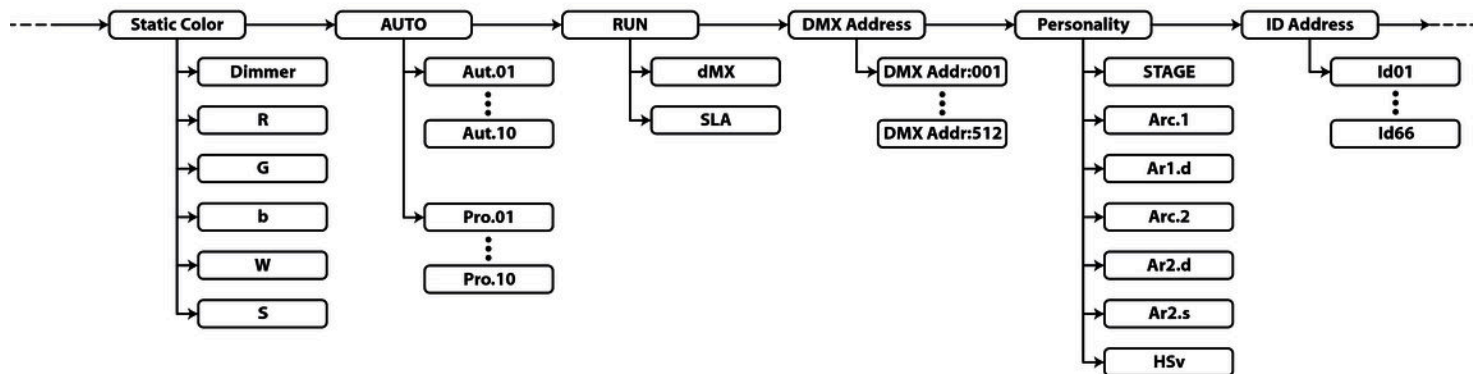 Static Color
AUTO
RUN
DMX Address
Personality
ID Address
Dimmer
R
G
b
W
S
Aut.01
Aut.10
Pro.01
Pro.10
dMX
SLA
DMX Addr:001
DMX Addr:512
STAGE
Arc.1
Ar1.d
Arc.2
Ar2.d
Ar2.s
HSv
Id01
Id66